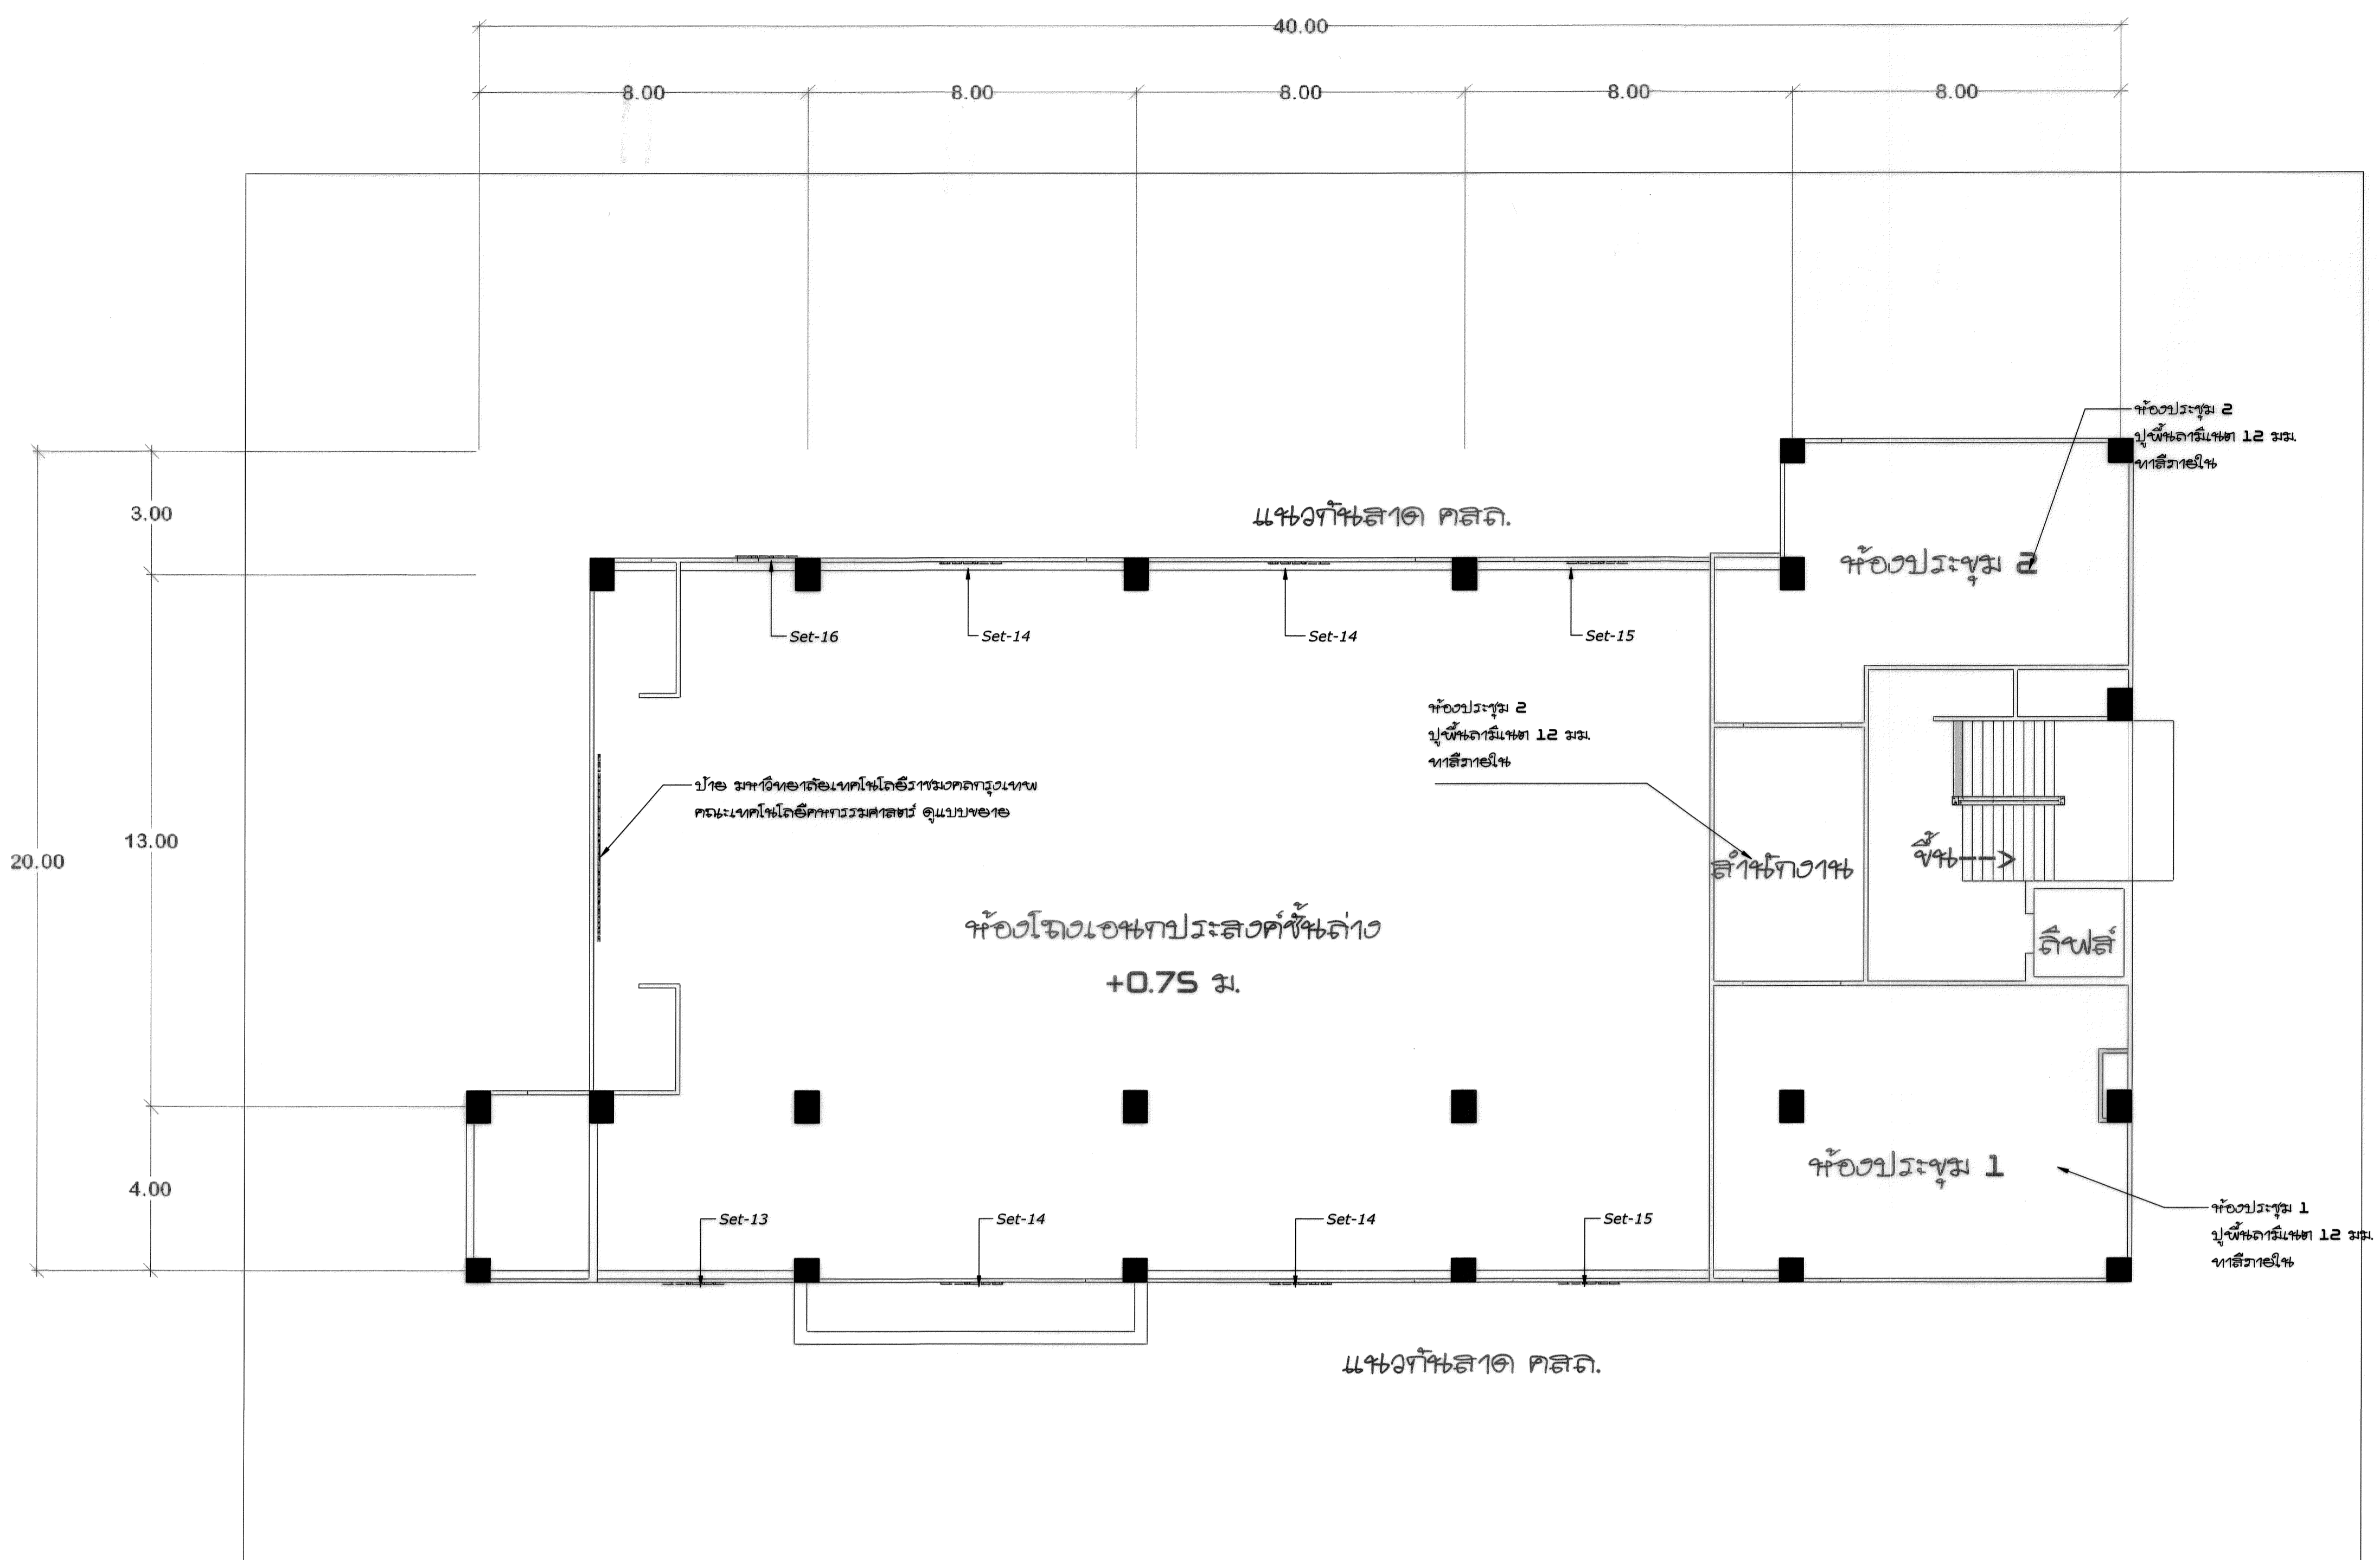 40.00
8.00 8.00 8.00 8.00 8.00
ห้องประชุม 2
ปูพื้นลามิเนต 12 มม.
ทาสีภายใน
แนวกันสาด คสล.
3.00
ห้องประชุม 2
Set-16 Set-14 Set-14 Set-15
ห้องประชุม 2
ปูพื้นลามิเนต 12 มม.
ทาสีภายใน
ป้าย มหาวิทยาลัยเทคโนโลยีราชมงคลกรุงเทพ
คณะเทคโนโลยีคหกรรมศาสตร์ ดูแบบขยาย
13.00
20.00
สำนักงาน
ขึ้น-->
ห้องโถงเอนกประสงค์ชั้นล่าง
+0.75 ม.
ลิฟส์
ห้องประชุม 1
4.00
Set-13 Set-14 Set-14 Set-15
ห้องประชุม 1
ปูพื้นลามิเนต 12 มม.
ทาสีภายใน
แนวกันสาด คสล.